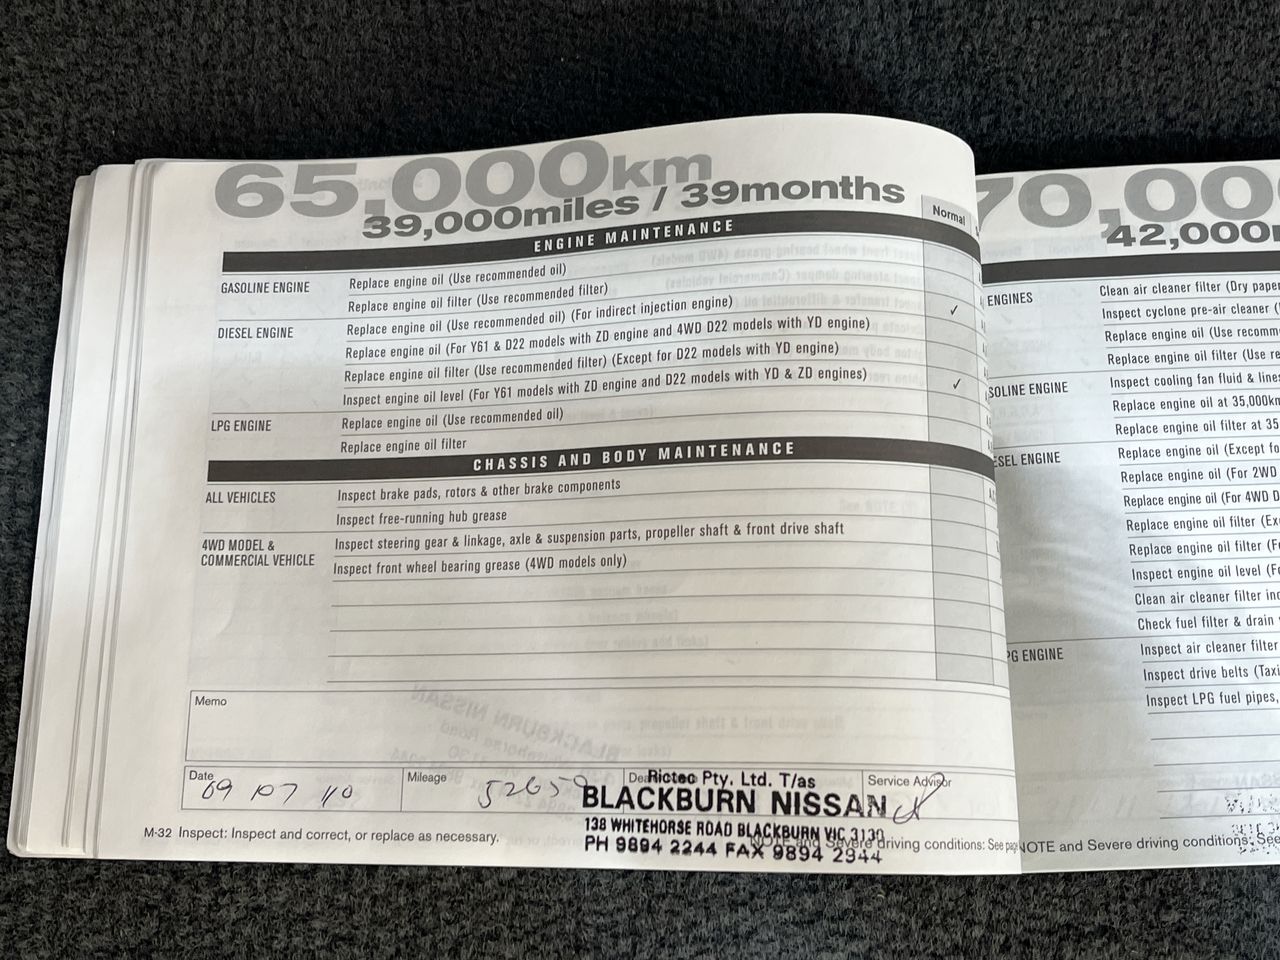 65,000km
39,000miles / 39months
Normal
ENGINE MAINTENANCE
GASOLINE ENGINE
Replace engine oil (Use recommended oil)
Replace engine oil filter (Use recommended filter)
DIESEL ENGINE
Replace engine oil (Use recommended oil) (For indirect injection engine) ✓
Replace engine oil (For Y61 & D22 models with ZD engine and 4WD D22 models with YD engine)
Replace engine oil filter (Use recommended filter) (Except for D22 models with YD engine)
Inspect engine oil level (For Y61 models with ZD engine and D22 models with YD & ZD engines) ✓
LPG ENGINE
Replace engine oil (Use recommended oil)
Replace engine oil filter
CHASSIS AND BODY MAINTENANCE
ALL VEHICLES
Inspect brake pads, rotors & other brake components
Inspect free-running hub grease
4WD MODEL &
COMMERCIAL VEHICLE
Inspect steering gear & linkage, axle & suspension parts, propeller shaft & front drive shaft
Inspect front wheel bearing grease (4WD models only)
Memo
Date
09 07 10
Mileage
52650
Service Advisor
Rictec Pty. Ltd. T/as
BLACKBURN NISSAN
138 WHITEHORSE ROAD BLACKBURN VIC 3130
PH 9894 2244 FAX 9894 2944
M-32 Inspect: Inspect and correct, or replace as necessary.
NOTE and Severe driving conditions: See
70,00
42,000
ENGINES
Clean air cleaner filter (Dry paper
Inspect cyclone pre-air cleaner (
Replace engine oil (Use recomm
Replace engine oil filter (Use re
SOLINE ENGINE
Inspect cooling fan fluid & lines
Replace engine oil at 35,000km
Replace engine oil filter at 35
ESEL ENGINE
Replace engine oil (Except fo
Replace engine oil (For 2WD
Replace engine oil (For 4WD D
Replace engine oil filter (Ex
Replace engine oil filter (F
Inspect engine oil level (F
Clean air cleaner filter
Check fuel filter & drain
PG ENGINE
Inspect air cleaner filter
Inspect drive belts (Taxi
Inspect LPG fuel pipes,
NOTE and Severe driving conditions: See